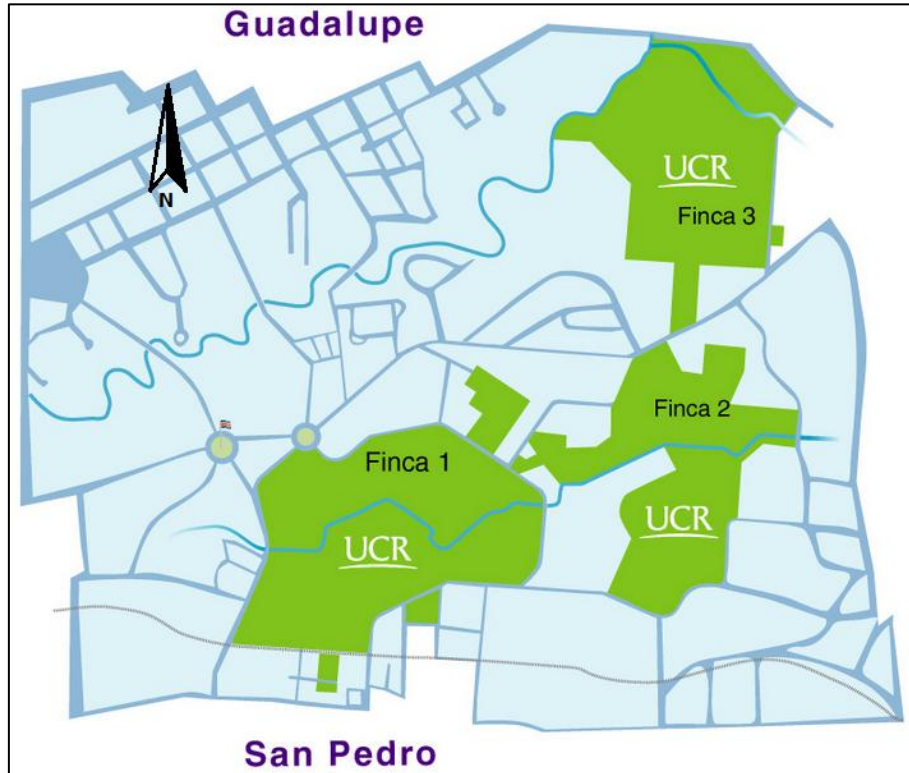 Guadalupe
N
UCR
Finca 3
Finca 2
Finca 1
UCR
UCR
San Pedro